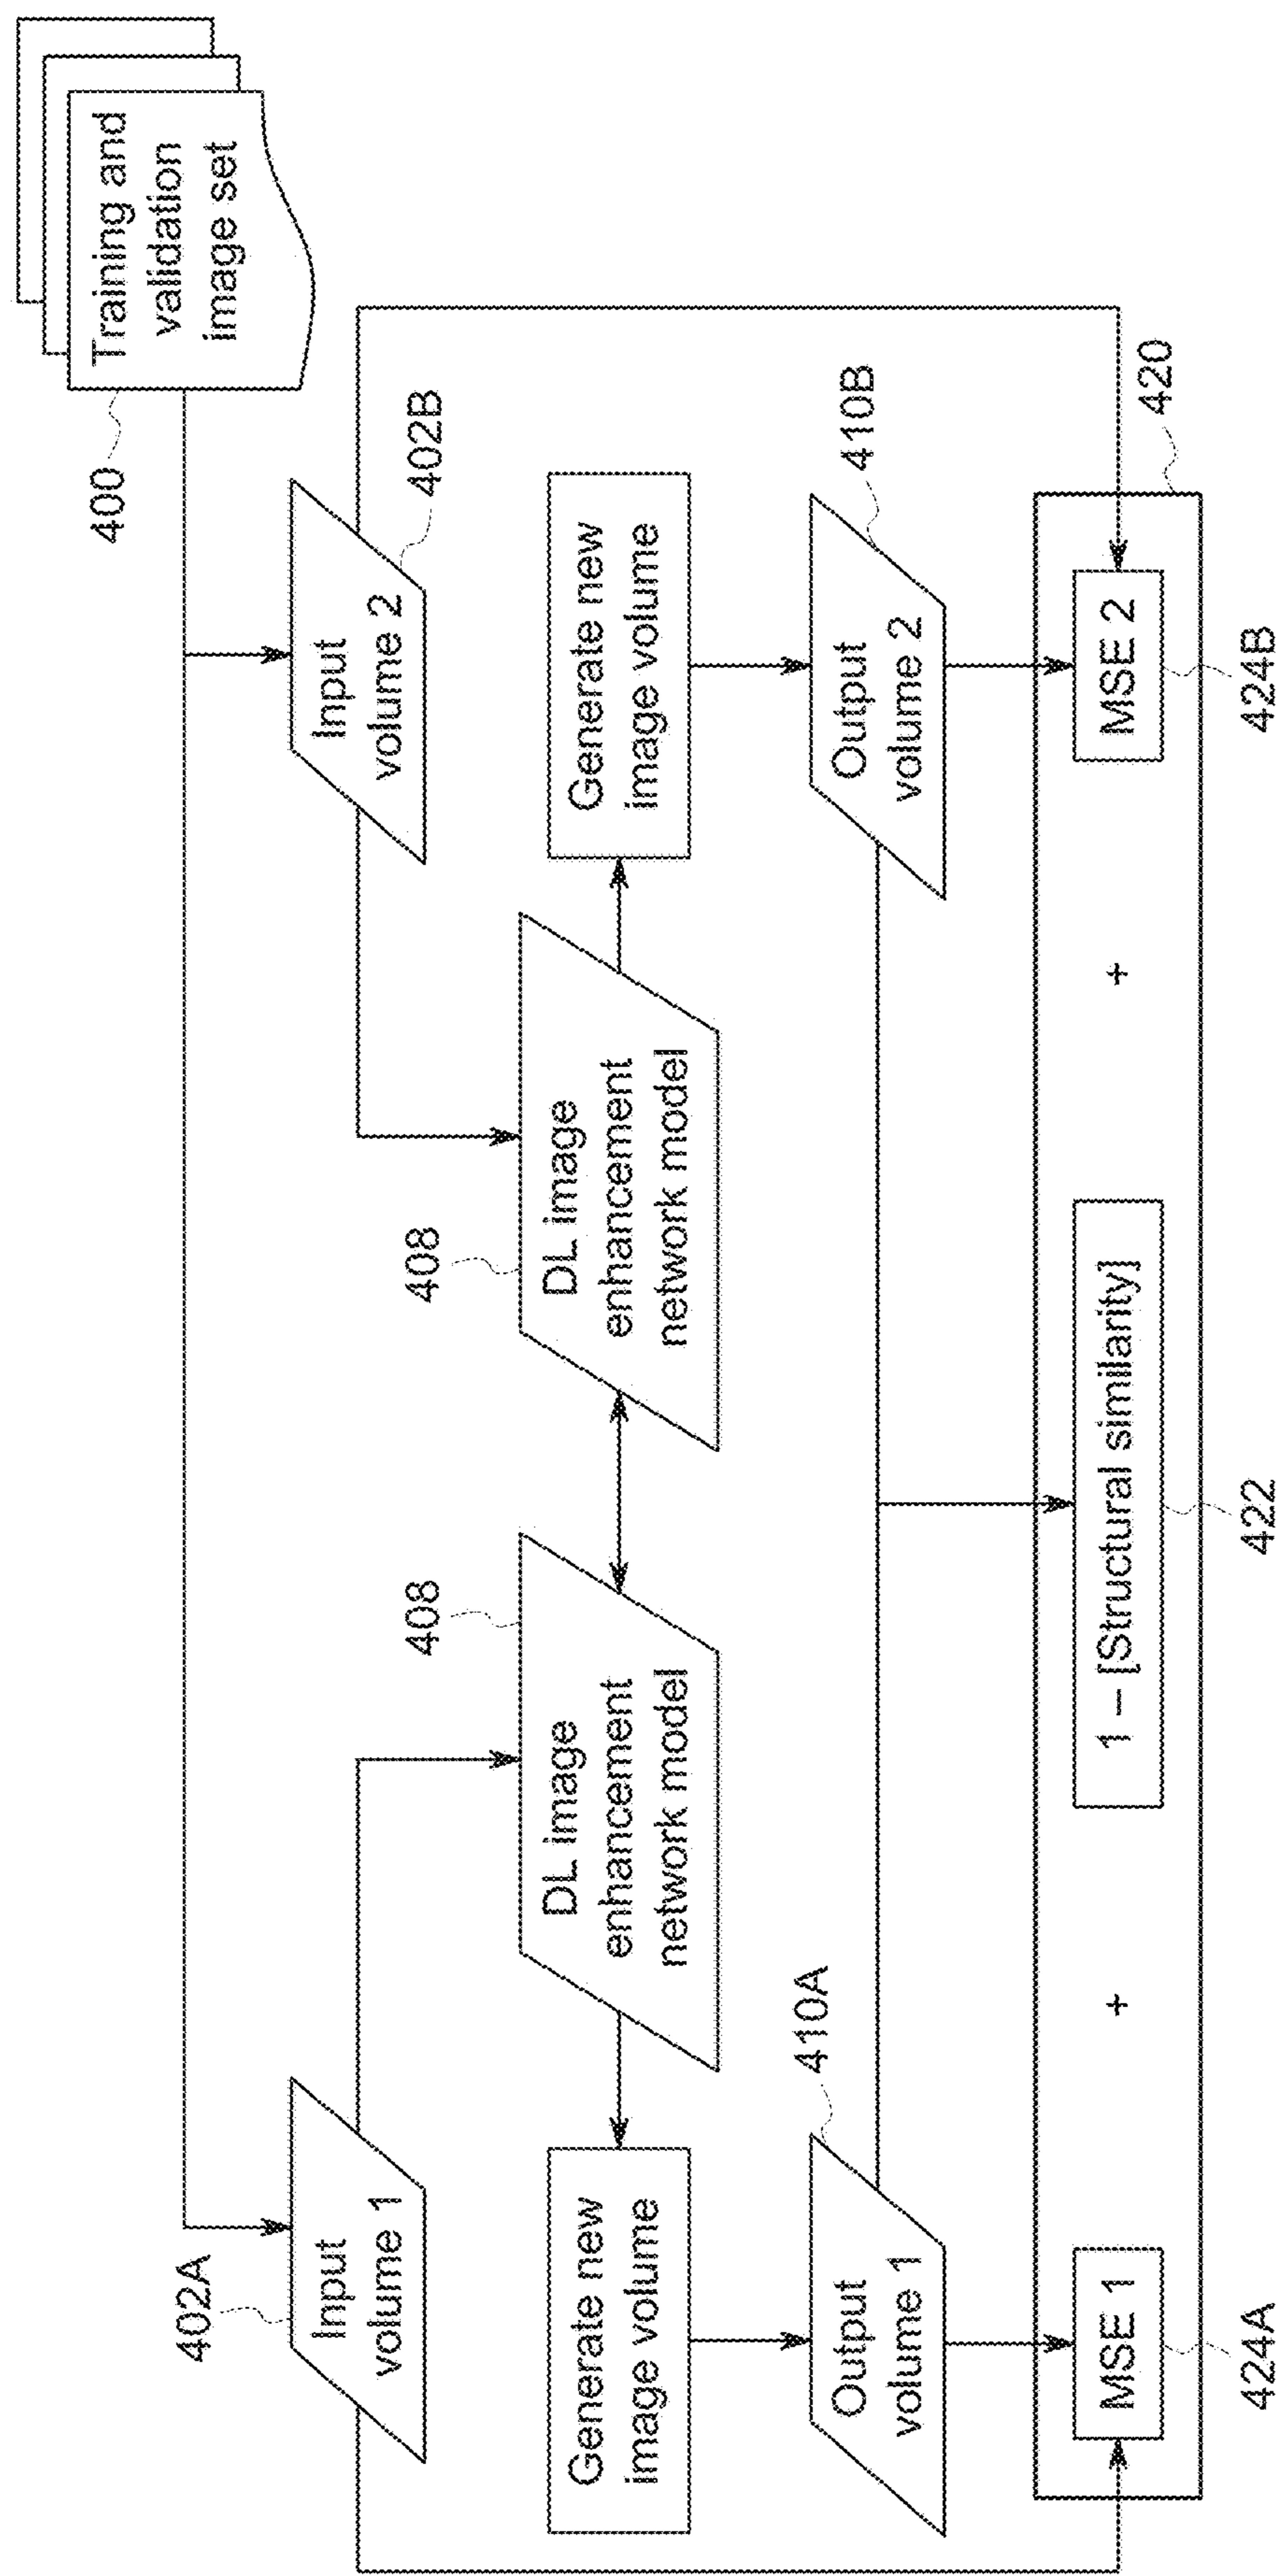 Training and
validation
image set
400
402A
Input
volume 1
Input
volume 2
402B
408
DL image
enhancement
network model
408
DL image
enhancement
network model
Generate new
image volume
Generate new
image volume
410A
Output
volume 1
Output
volume 2
410B
MSE 1
+
1 – [Structural similarity]
+
MSE 2
420
424A
422
424B